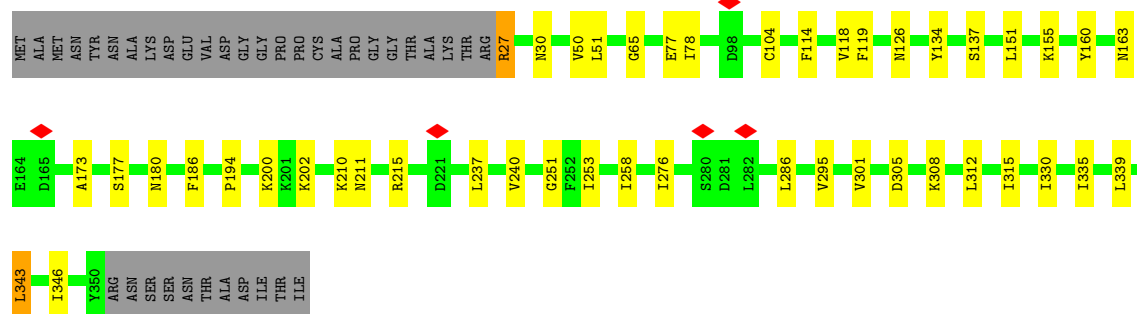 MET ALA MET ASN TYR ASN ASN ALA LYS ASP GLU VAL ASP GLY GLY PRO PRO CYS ALA PRO GLY GLY THR ALA LYS THR ARG R27 N30 V50 L51 G65 E77 I78 D98 C104 F114 V118 F119 N126 Y134 S137 L151 K155 Y160 N163
E164 D165 A173 S177 N180 F186 P194 K200 K201 K202 K210 N211 R215 D221 L237 V240 G251 F252 I253 I258 I276 S280 D281 L282 L286 V295 V301 D305 K308 L312 I315 I330 I335 L339
L343 I346 Y350 ARG ASN SER SER ASN THR ALA ASP ILE THR ILE